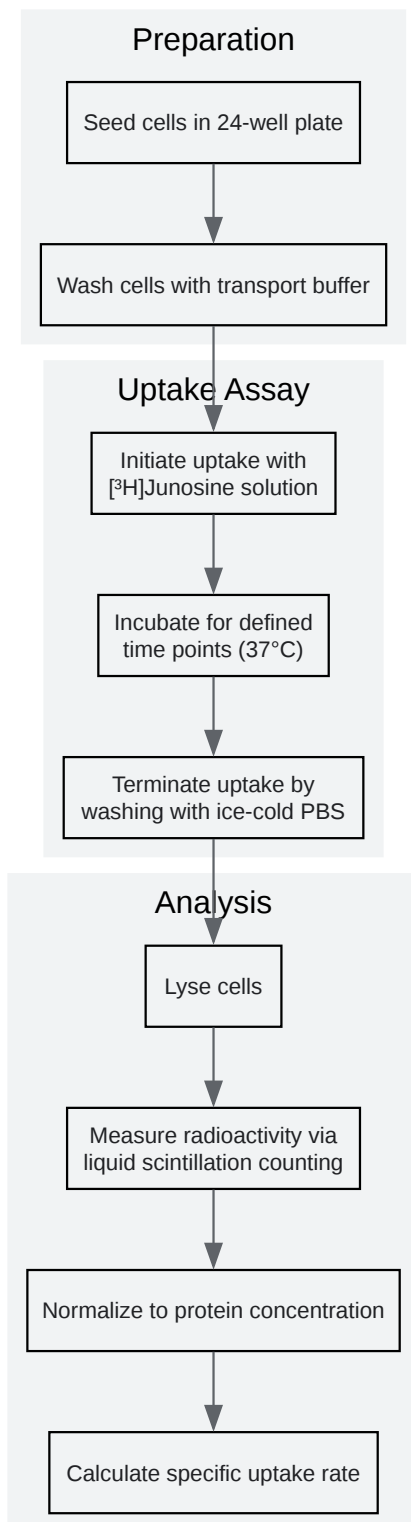 Preparation
Seed cells in 24-well plate
Wash cells with transport buffer
Uptake Assay
Initiate uptake with
[³H]Junosine solution
Incubate for defined
time points (37°C)
Terminate uptake by
washing with ice-cold PBS
Analysis
Lyse cells
Measure radioactivity via
liquid scintillation counting
Normalize to protein concentration
Calculate specific uptake rate